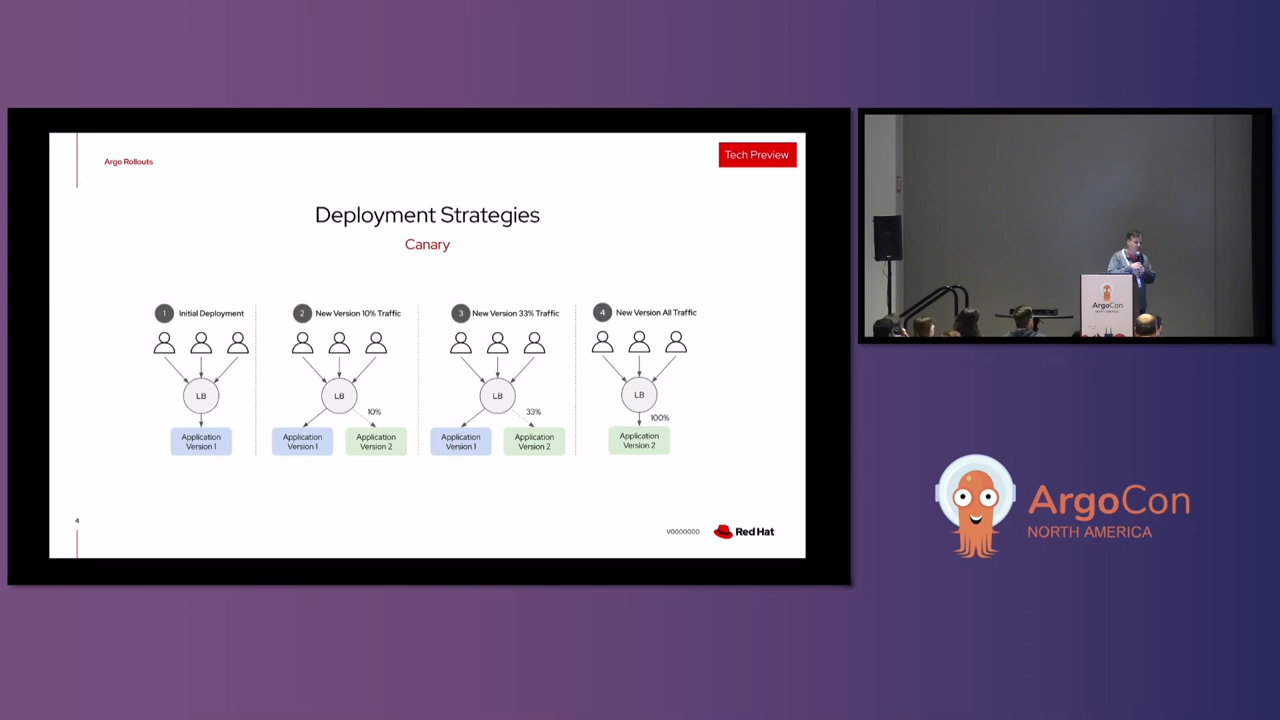 Argo Rollouts
Tech Preview
Deployment Strategies
Canary
1 Initial Deployment
LB
Application
Version 1
2 New Version 10% Traffic
LB
10%
Application
Version 1
Application
Version 2
3 New Version 33% Traffic
LB
33%
Application
Version 1
Application
Version 2
4 New Version All Traffic
LB
100%
Application
Version 2
4
V0000000
Red Hat
ArgoCon
NORTH AMERICA
ArgoCon
NORTH AMERICA